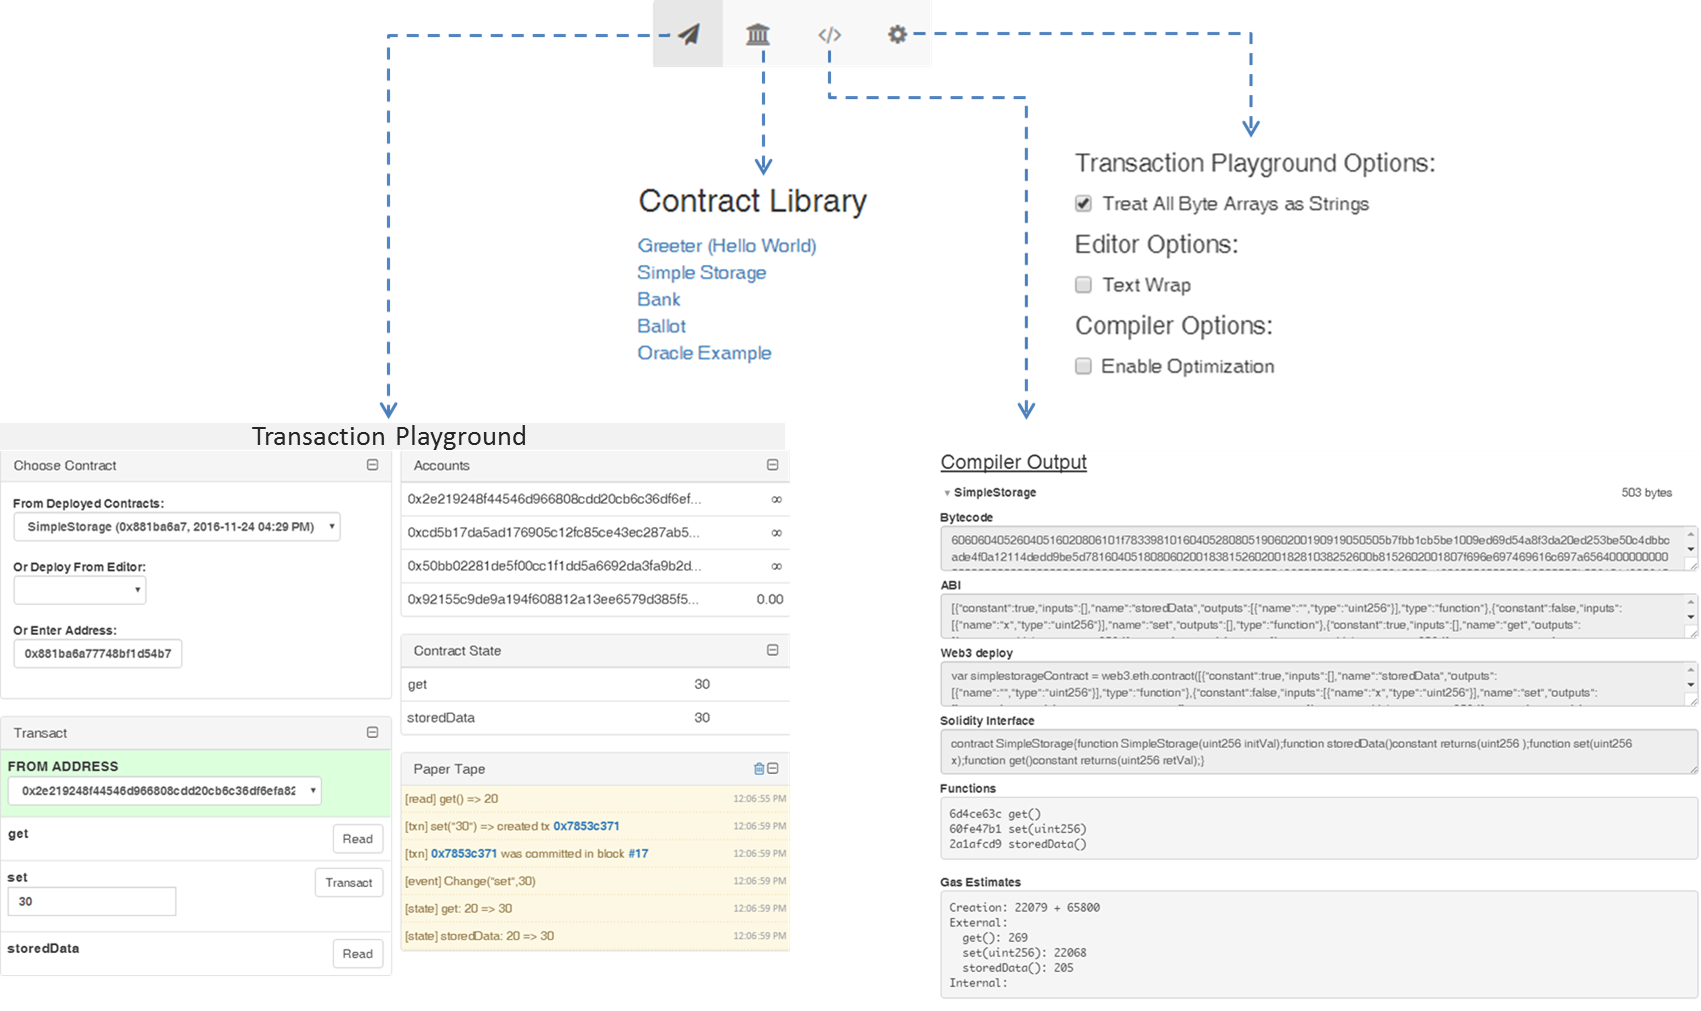 Contract Library
Greeter (Hello World)
Simple Storage
Bank
Ballot
Oracle Example
Transaction Playground Options:
Treat All Byte Arrays as Strings
Editor Options:
Text Wrap
Compiler Options:
Enable Optimization
Transaction Playground
Choose Contract
From Deployed Contracts:
SimpleStorage (0x881ba6a7, 2016-11-24 04:29 PM)
Or Deploy From Editor:
Or Enter Address:
0x881ba6a77748bf1d54b7
Transact
FROM ADDRESS
0x2e219248f44546d966808cdd20cb6c36df6efa82
get
Read
set
Transact
30
storedData
Read
Accounts
0x2e219248f44546d966808cdd20cb6c36df6ef... ∞
0xcd5b17da5ad176905c12fc85ce43ec287ab5... ∞
0x50bb02281de5f00cc1f1dd5a6692da3fa9b2d... ∞
0x92155c9de9a194f608812a13ee6579d385f5... 0.00
Contract State
get 30
storedData 30
Paper Tape
[read] get() => 20 12:06:55 PM
[txn] set("30") => created tx 0x7853c371 12:06:59 PM
[txn] 0x7853c371 was committed in block #17 12:06:59 PM
[event] Change("set",30) 12:06:59 PM
[state] get: 20 => 30 12:06:59 PM
[state] storedData: 20 => 30 12:06:59 PM
Compiler Output
SimpleStorage 503 bytes
Bytecode
ABI
[{"constant":true,"inputs":[],"name":"storedData","outputs":[{"name":"","type":"uint256"}],"type":"function"},{"constant":false,"inputs":
[{"name":"x","type":"uint256"}],"name":"set","outputs":[],"type":"function"},{"constant":true,"inputs":[],"name":"get","outputs":
Web3 deploy
var simplestorageContract = web3.eth.contract([{"constant":true,"inputs":[],"name":"storedData","outputs":
[{"name":"","type":"uint256"}],"type":"function"},{"constant":false,"inputs":[{"name":"x","type":"uint256"}],"name":"set","outputs":
Solidity Interface
contract SimpleStorage{function SimpleStorage(uint256 initVal);function storedData()constant returns(uint256 );function set(uint256
x);function get()constant returns(uint256 retVal);}
Functions
6d4ce63c get()
60fe47b1 set(uint256)
2a1afcd9 storedData()
Gas Estimates
Creation: 22079 + 65800
External:
get(): 269
set(uint256): 22068
storedData(): 205
Internal: